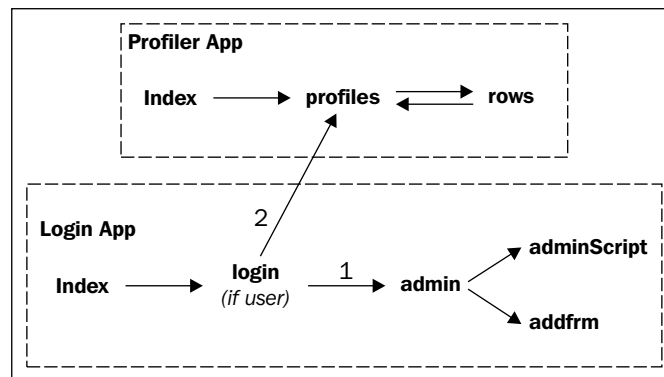 Profiler App
Index profiles rows
2
Login App
adminScript
login 1 admin
Index (if user)
addfrm